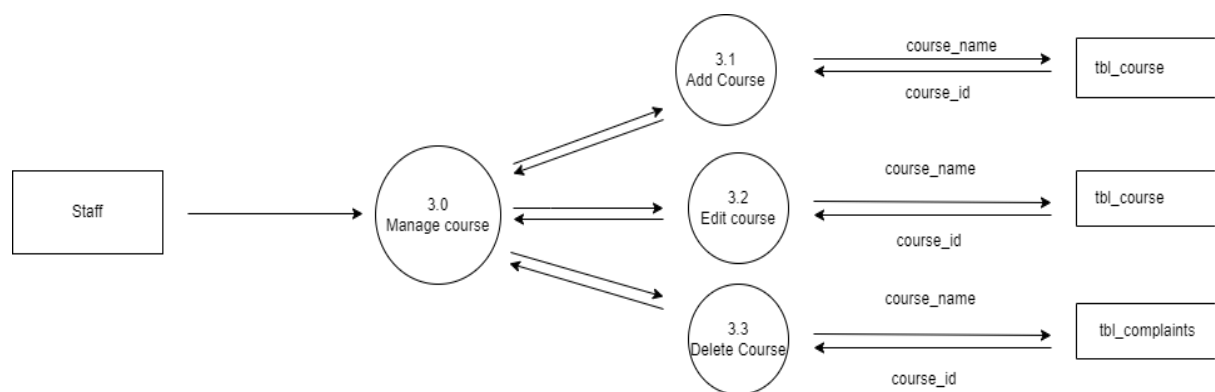 3.1
Add Course
course_name
course_id
tbl_course
Staff
3.0
Manage course
3.2
Edit course
course_name
course_id
tbl_course
3.3
Delete Course
course_name
course_id
tbl_complaints